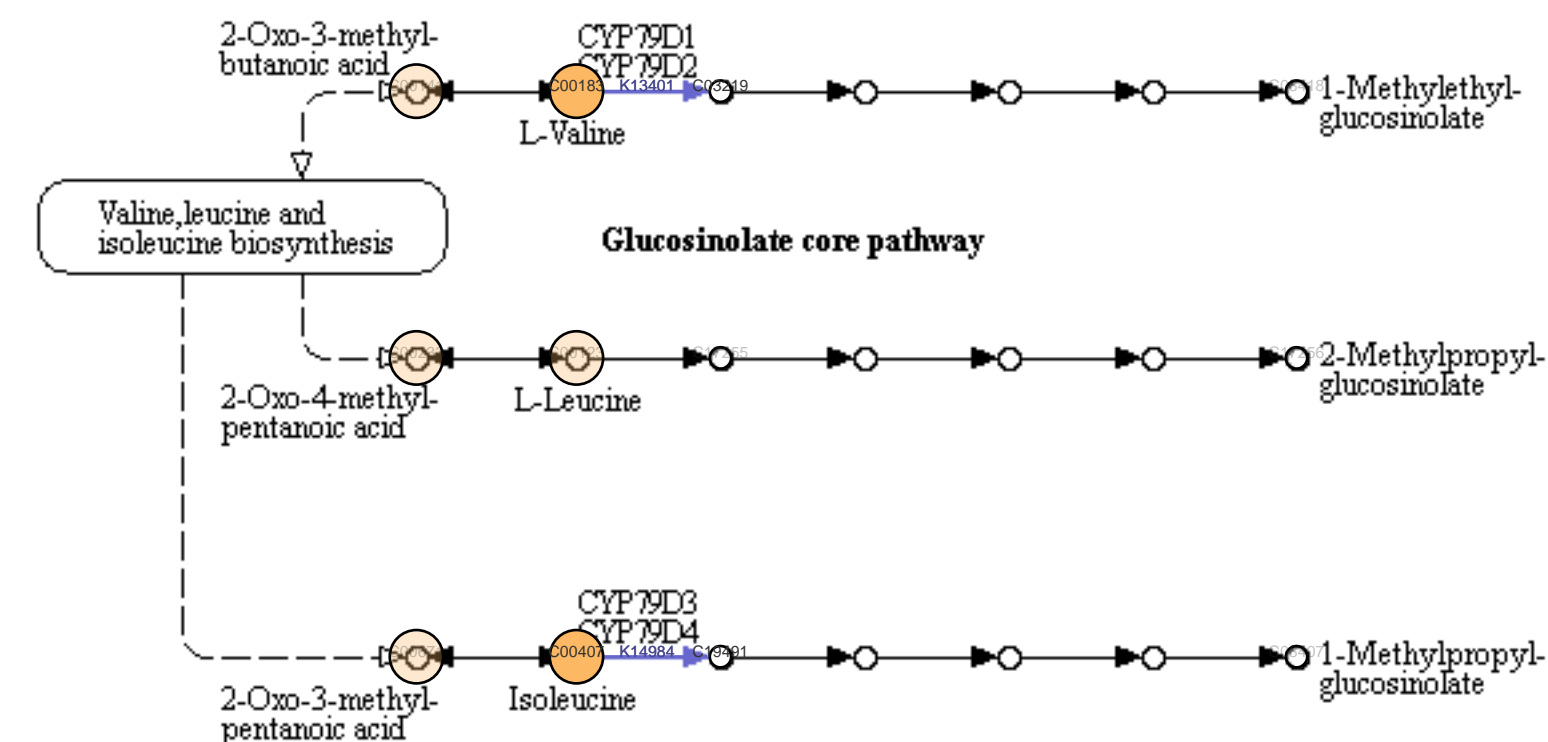 2-Oxo-3-methyl-
butanoic acid
CYP79D1
CYP79D2
C00183
K13401
C03219
L-Valine
1-Methylethyl-
glucosinolate
Valine,leucine and
isoleucine biosynthesis
Glucosinolate core pathway
2-Oxo-4-methyl-
pentanoic acid
L-Leucine
2-Methylpropyl-
glucosinolate
CYP79D3
CYP79D4
C00407
K14984
C19491
2-Oxo-3-methyl-
pentanoic acid
Isoleucine
1-Methylpropyl-
glucosinolate